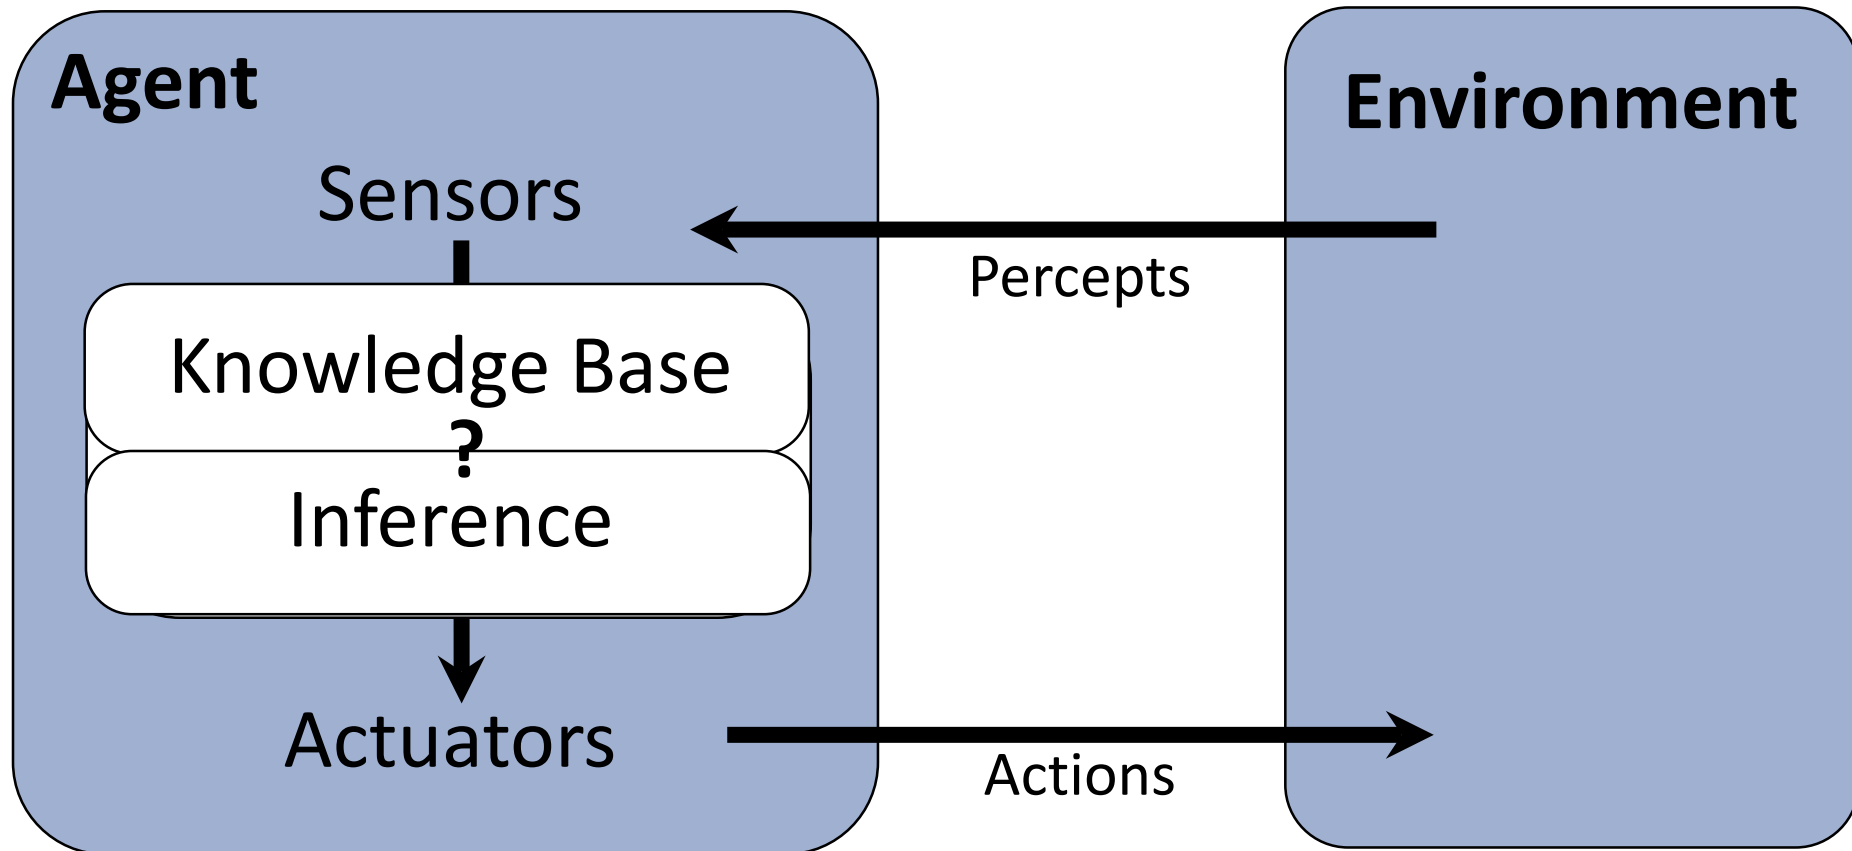 Agent
Environment
Sensors
Percepts
Knowledge Base
?
Inference
Actuators
Actions